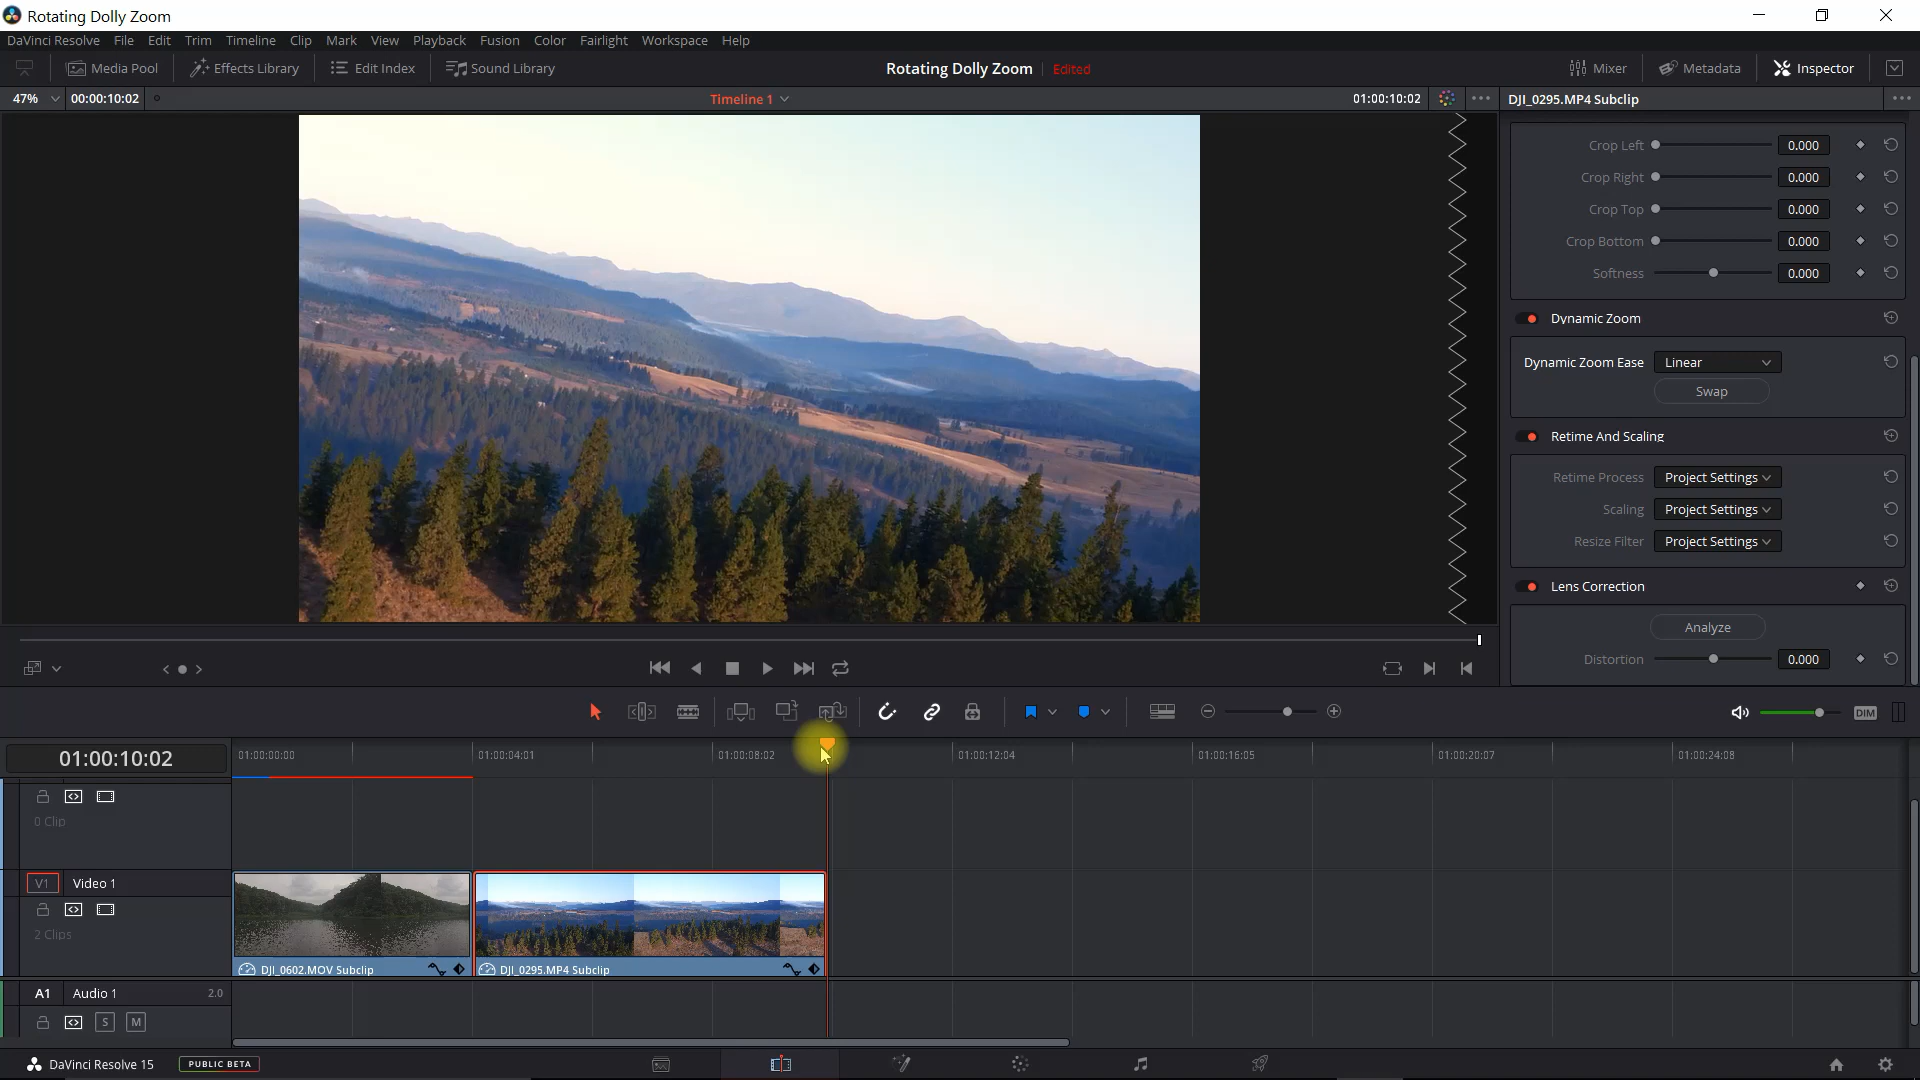 Rotating Dolly Zoom
DaVinci Resolve File Edit Trim Timeline Clip Mark View Playback Fusion Color Fairlight Workspace Help
Media Pool Effects Library Edit Index Sound Library Rotating Dolly Zoom Edited Mixer Metadata Inspector
47% 00:00:10:02 Timeline 1 01:00:10:02 DJI_0295.MP4 Subclip
Crop Left 0.000
Crop Right 0.000
Crop Top 0.000
Crop Bottom 0.000
Softness 0.000
Dynamic Zoom
Dynamic Zoom Ease Linear
Swap
Retime And Scaling
Retime Process Project Settings
Scaling Project Settings
Resize Filter Project Settings
Lens Correction
Analyze
Distortion 0.000
DIM
01:00:10:02 01:00:00:00 01:00:04:01 01:00:08:02 01:00:12:04 01:00:16:05 01:00:20:07 01:00:24:08
0 Clip
V1 Video 1
2 Clips
DJI_0602.MOV Subclip DJI_0295.MP4 Subclip
A1 Audio 1 2.0
S M
DaVinci Resolve 15 PUBLIC BETA